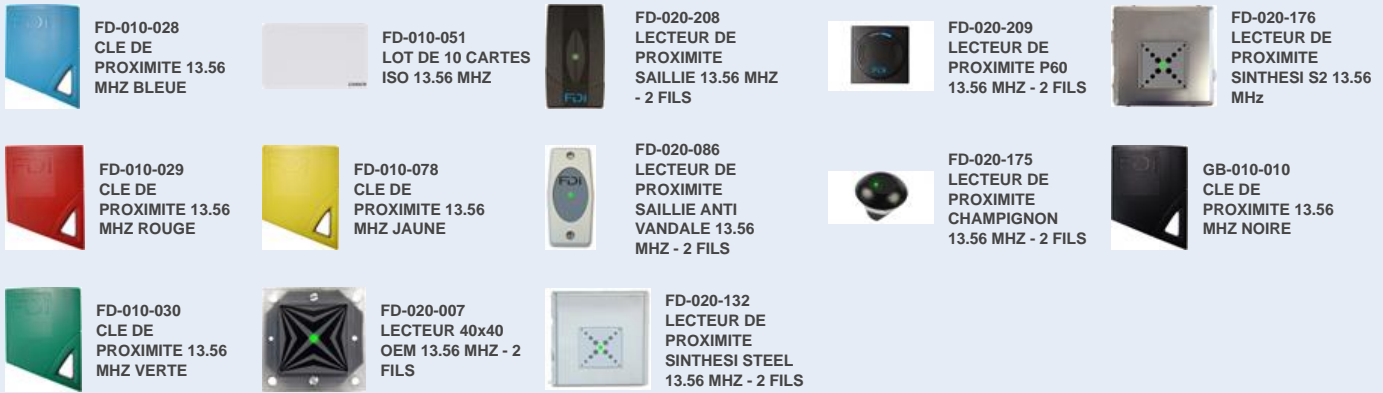 FD-010-028
CLE DE
PROXIMITE 13.56
MHZ BLEUE
FD-010-051
LOT DE 10 CARTES
ISO 13.56 MHZ
FDI
FD-020-208
LECTEUR DE
PROXIMITE
SAILLIE 13.56 MHZ
- 2 FILS
FDI
FD-020-209
LECTEUR DE
PROXIMITE P60
13.56 MHZ - 2 FILS
FD-020-176
LECTEUR DE
PROXIMITE
SINTHESI S2 13.56
MHz
FDI
FD-010-029
CLE DE
PROXIMITE 13.56
MHZ ROUGE
FDI
FD-010-078
CLE DE
PROXIMITE 13.56
MHZ JAUNE
FDI
FD-020-086
LECTEUR DE
PROXIMITE
SAILLIE ANTI
VANDALE 13.56
MHZ - 2 FILS
FD-020-175
LECTEUR DE
PROXIMITE
CHAMPIGNON
13.56 MHZ - 2 FILS
GB-010-010
CLE DE
PROXIMITE 13.56
MHZ NOIRE
FDI
FD-010-030
CLE DE
PROXIMITE 13.56
MHZ VERTE
FD-020-007
LECTEUR 40x40
OEM 13.56 MHZ - 2
FILS
FD-020-132
LECTEUR DE
PROXIMITE
SINTHESI STEEL
13.56 MHZ - 2 FILS